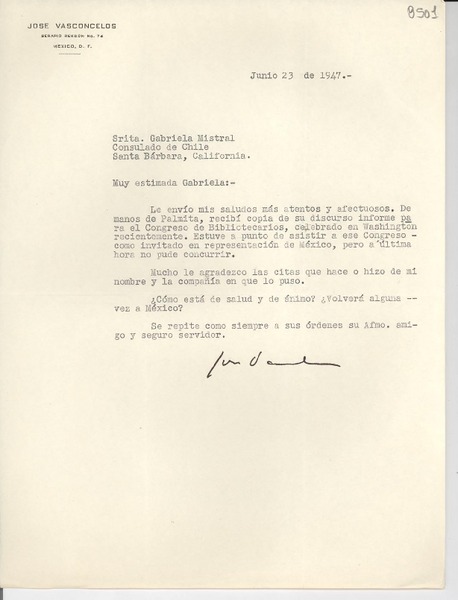 8501
JOSE VASCONCELOS
GERARDO No. 
MEXICO, D. F.
Junio 23 de 1947.-
Srita. Gabriela Mistral
Consulado de Chile
Santa Bárbara, California.
Muy estimada Gabriela:-
Le envío mis saludos más atentos y afectuosos. De
manos de Palmita, recibí copia de su discurso informe pa
ra el Congreso de Bibliotecarios, celebrado en Washington
recientemente. Estuve a punto de asistir a ese Congreso -
como invitado en representación de México, pero a última
hora no pude concurrir.
Mucho le agradezco las citas que hace o hizo de mi
nombre y la compañía en que lo puso.
¿Cómo está de salud y de ánimo? ¿Volverá alguna --
vez a México?
Se repite como siempre a sus órdenes su Afmo. ami-
go y seguro servidor.